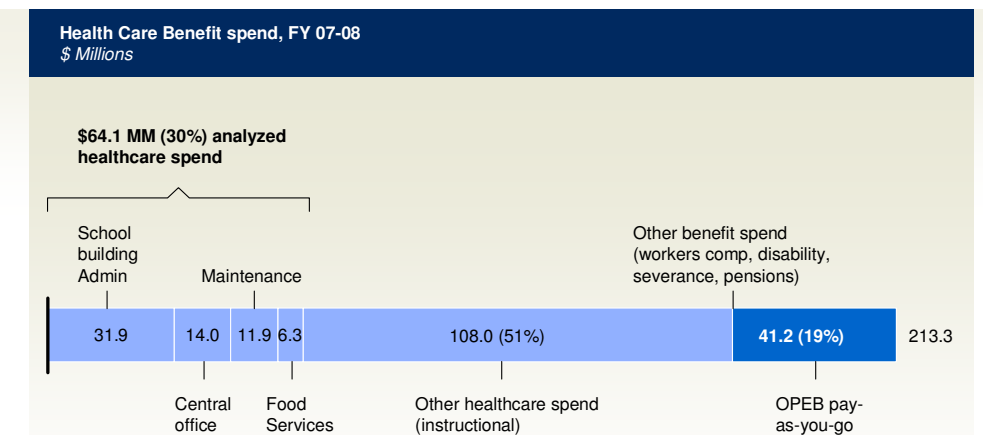 Health Care Benefit spend, FY 07-08
$ Millions
$64.1 MM (30%) analyzed
healthcare spend
School
building
Admin
Maintenance
Other benefit spend
(workers comp, disability,
severance, pensions)
31.9
14.0
11.9
6.3
108.0 (51%)
41.2 (19%)
213.3
Central
office
Food
Services
Other healthcare spend
(instructional)
OPEB pay-
as-you-go